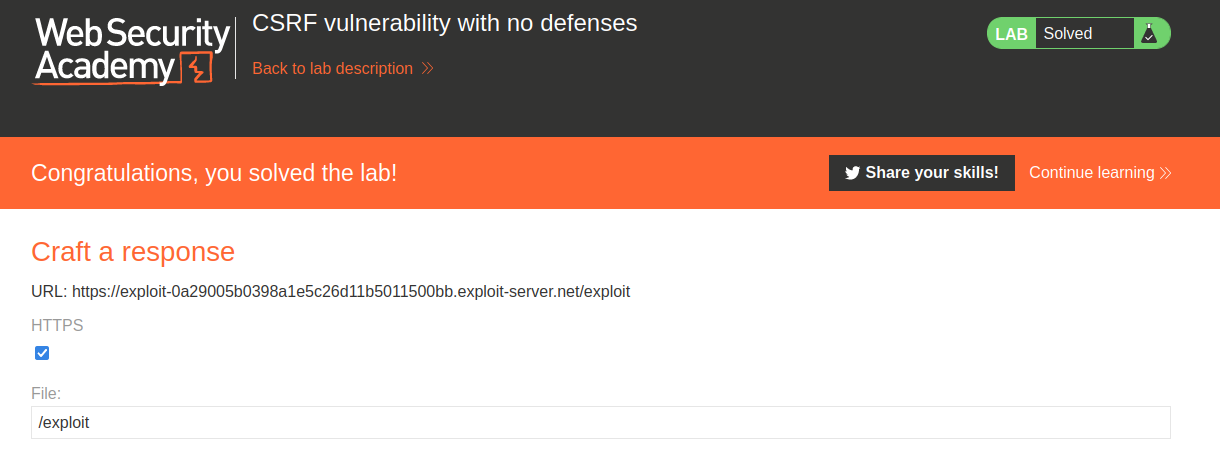 Web Security
Academy
CSRF vulnerability with no defenses
Back to lab description
LAB Solved
Congratulations, you solved the lab!
Share your skills!
Continue learning
Craft a response
URL: https://exploit-0a29005b0398a1e5c26d11b5011500bb.exploit-server.net/exploit
HTTPS
File:
/exploit